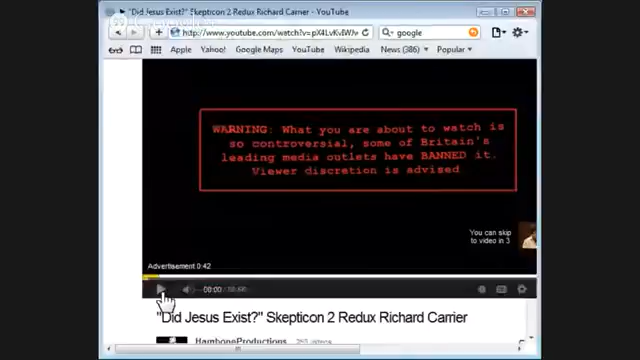 "Did Jesus Exist?" Skepticon 2 Redux Richard Carrier - YouTube
http://www.youtube.com/watch?v=
google
Apple Yahoo! Google Maps YouTube Wikipedia News (386) Popular
WARNING: What you are about to watch is
so controversial, some of Britain's
leading media outlets have BANNED it.
Viewer discretion is advised
You can skip
to video in 3
Advertisement 0:42
00:00
"Did Jesus Exist?" Skepticon 2 Redux Richard Carrier
HamboneProductions 253 videos